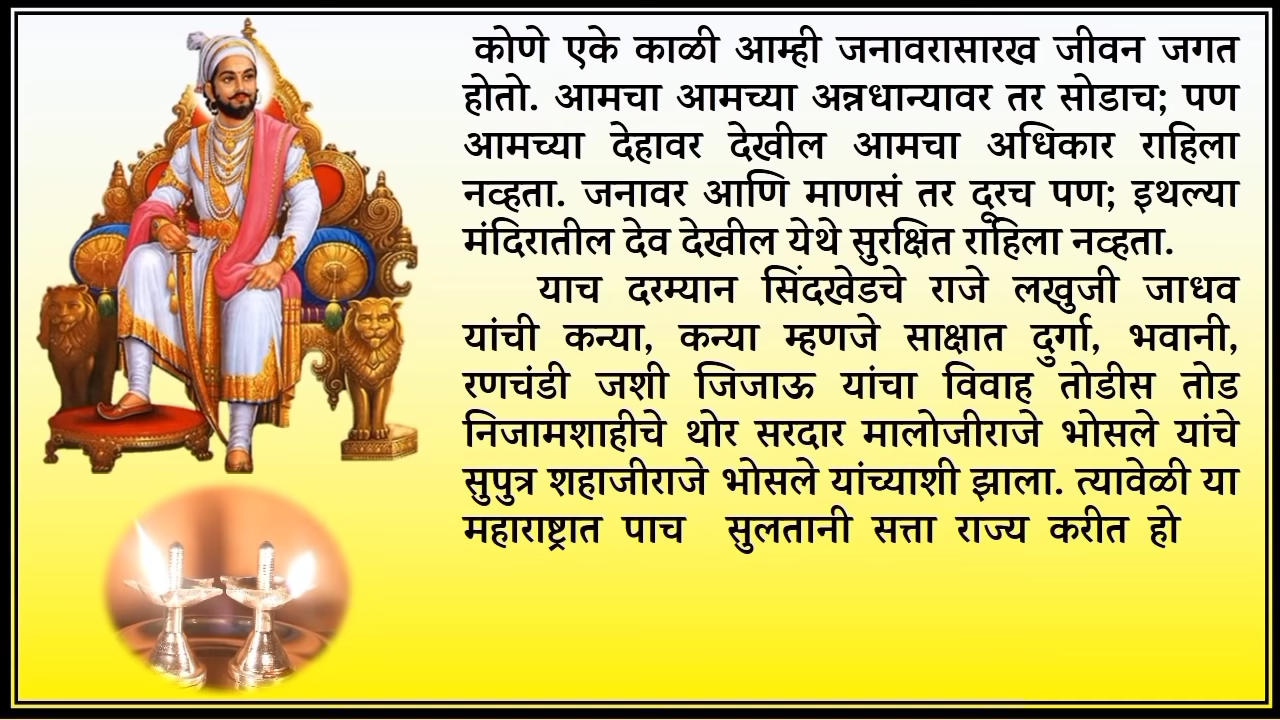 कोणे एके काळी आम्ही जनावरासारख जीवन जगत
होतो. आमचा आमच्या अन्नधान्यावर तर सोडाच; पण
आमच्या देहावर देखील आमचा अधिकार राहिला
नव्हता. जनावर आणि माणसं तर दूरच पण; इथल्या
मंदिरातील देव देखील येथे सुरक्षित राहिला नव्हता.
याच दरम्यान सिंदखेडचे राजे लखुजी जाधव
यांची कन्या, कन्या म्हणजे साक्षात दुर्गा, भवानी,
रणचंडी जशी जिजाऊ यांचा विवाह तोडीस तोड
निजामशाहीचे थोर सरदार मालोजीराजे भोसले यांचे
सुपुत्र शहाजीराजे भोसले यांच्याशी झाला. त्यावेळी या
महाराष्ट्रात पाच सुलतानी सत्ता राज्य करीत हो